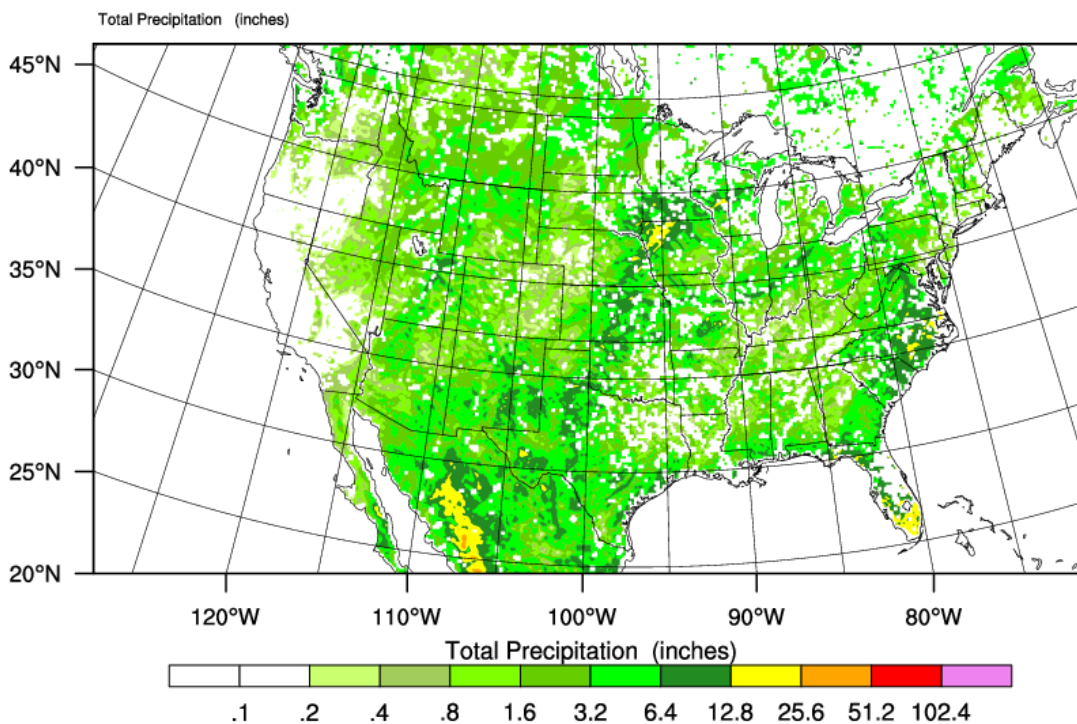 Total Precipitation (inches)
45°N
40°N
35°N
30°N
25°N
20°N
120°W 110°W 100°W 90°W 80°W
Total Precipitation (inches)
.1 .2 .4 .8 1.6 3.2 6.4 12.8 25.6 51.2 102.4